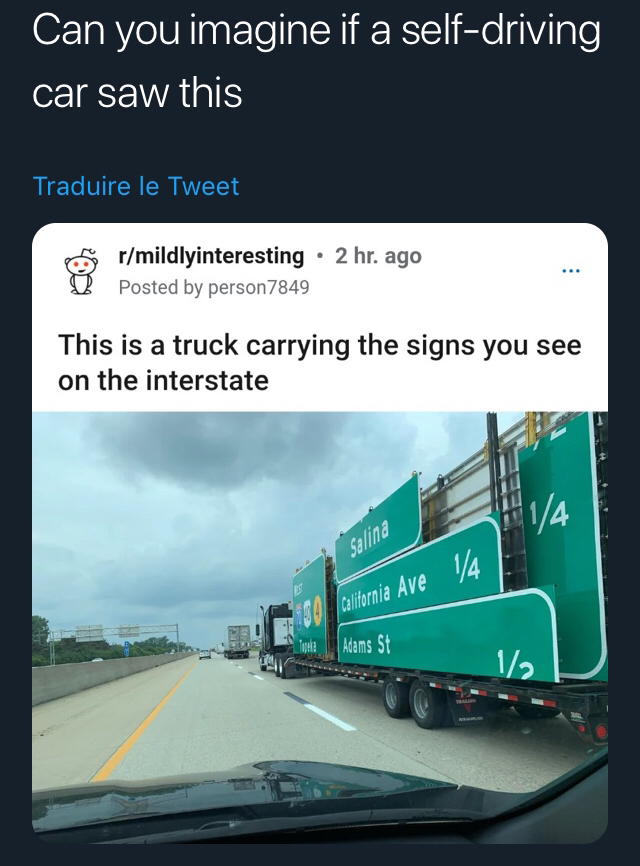 Can you imagine if a self-driving
car saw this
Traduire le Tweet
r/mildlyinteresting • 2 hr. ago
...
Posted by person7849
This is a truck carrying the signs you see
on the interstate
Salina
1/4
WEST
70
4
Topeka
California Ave 1/4
Adams St
1/2